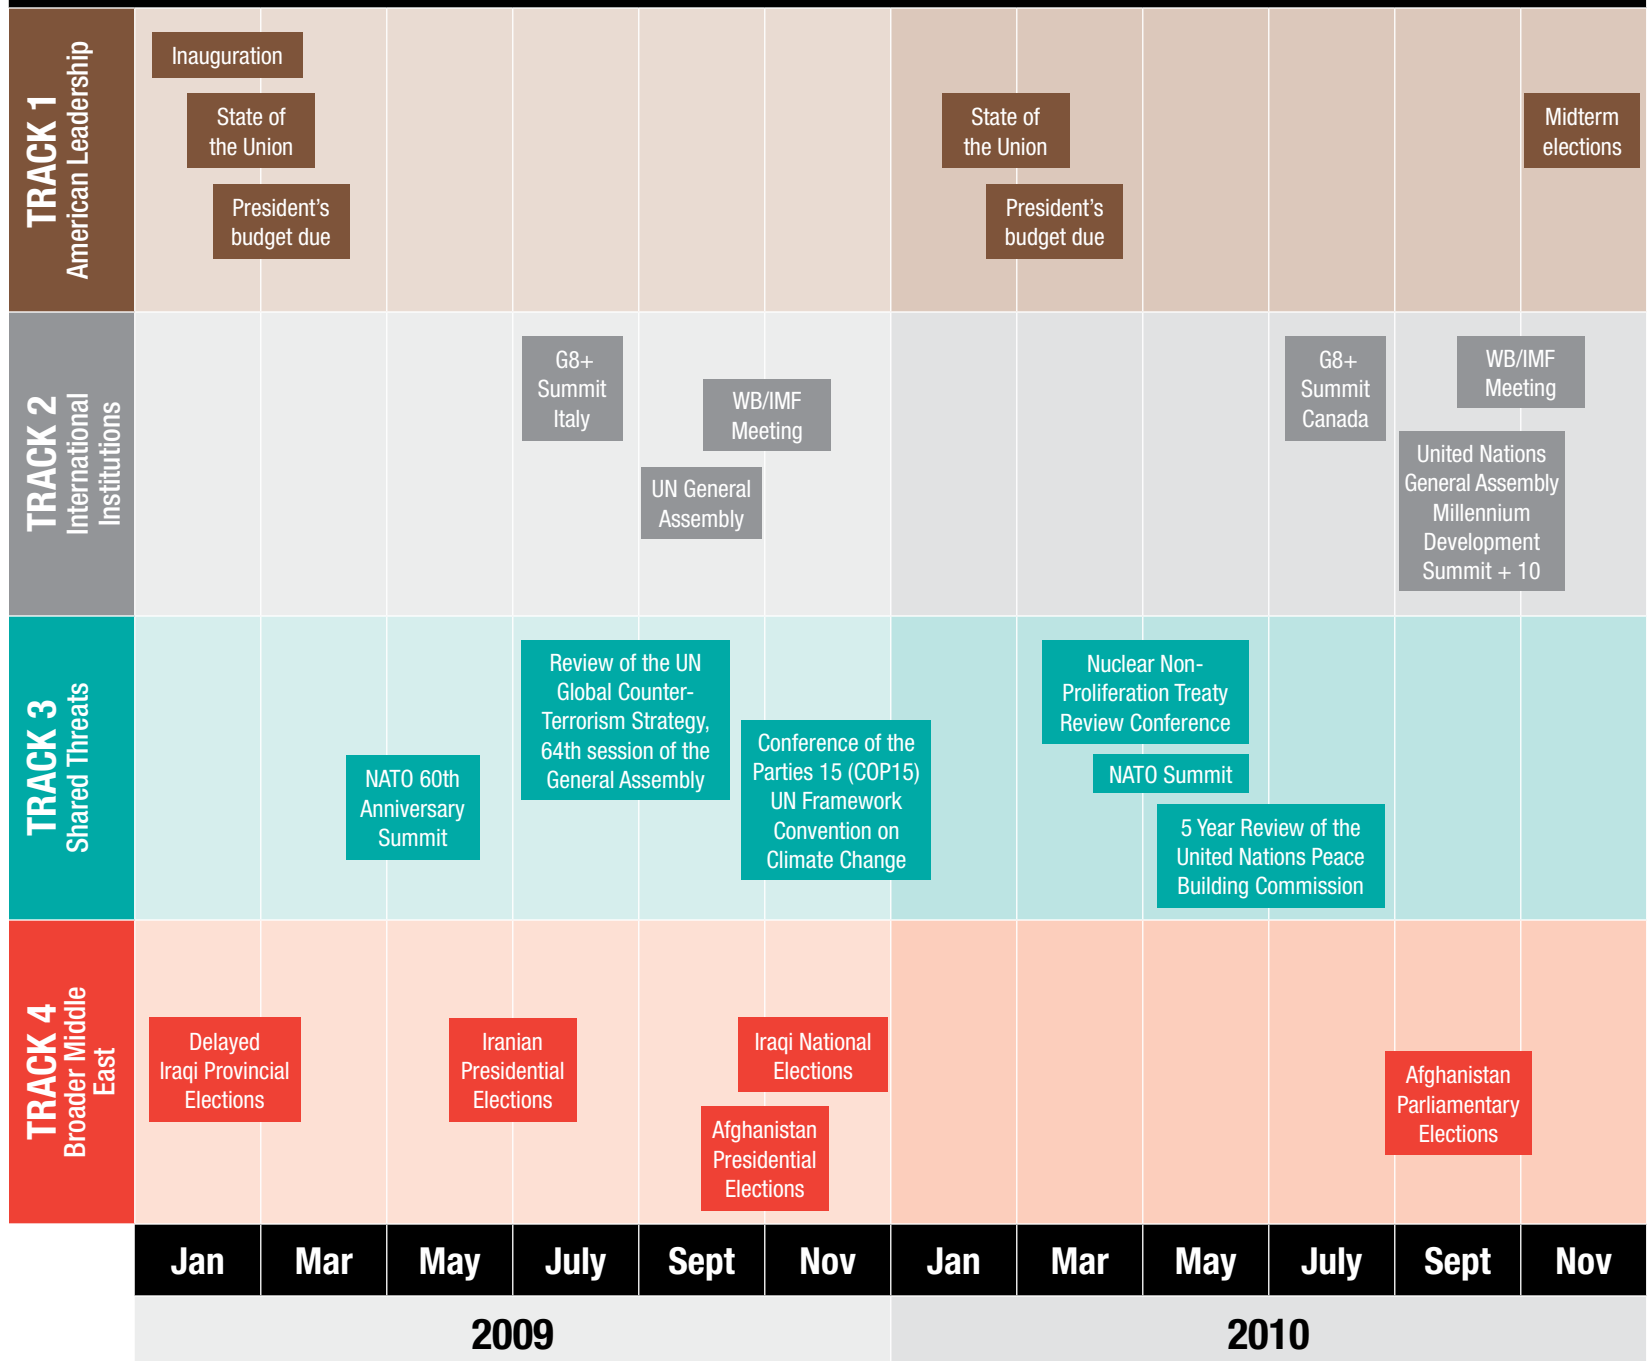 TRACK 1
American Leadership
Inauguration
State of
the Union
President's
budget due
State of
the Union
President's
budget due
Midterm
elections
TRACK 2
International
Institutions
G8+
Summit
Italy
WB/IMF
Meeting
UN General
Assembly
G8+
Summit
Canada
WB/IMF
Meeting
United Nations
General Assembly
Millennium
Development
Summit + 10
TRACK 3
Shared Threats
NATO 60th
Anniversary
Summit
Review of the UN
Global Counter-
Terrorism Strategy,
64th session of the
General Assembly
Conference of the
Parties 15 (COP15)
UN Framework
Convention on
Climate Change
Nuclear Non-
Proliferation Treaty
Review Conference
NATO Summit
5 Year Review of the
United Nations Peace
Building Commission
TRACK 4
Broader Middle
East
Delayed
Iraqi Provincial
Elections
Iranian
Presidential
Elections
Iraqi National
Elections
Afghanistan
Presidential
Elections
Afghanistan
Parliamentary
Elections
Jan Mar May July Sept Nov Jan Mar May July Sept Nov
2009 2010